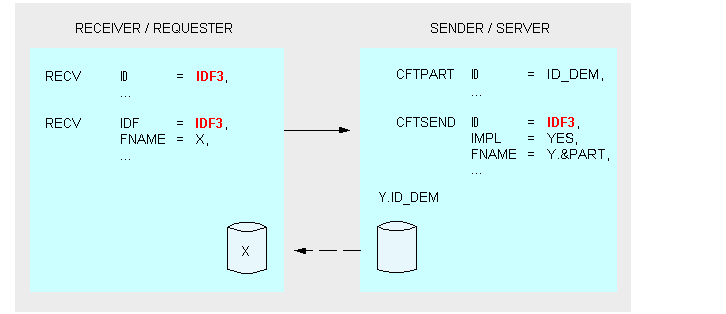 RECEIVER / REQUESTER
RECV ID = IDF3,
...
RECV IDF = IDF3,
FNAME = X,
...
X
SENDER / SERVER
CFTPART ID = ID_DEM,
...
CFTSEND ID = IDF3,
IMPL = YES,
FNAME = Y.&PART,
...
Y.ID_DEM